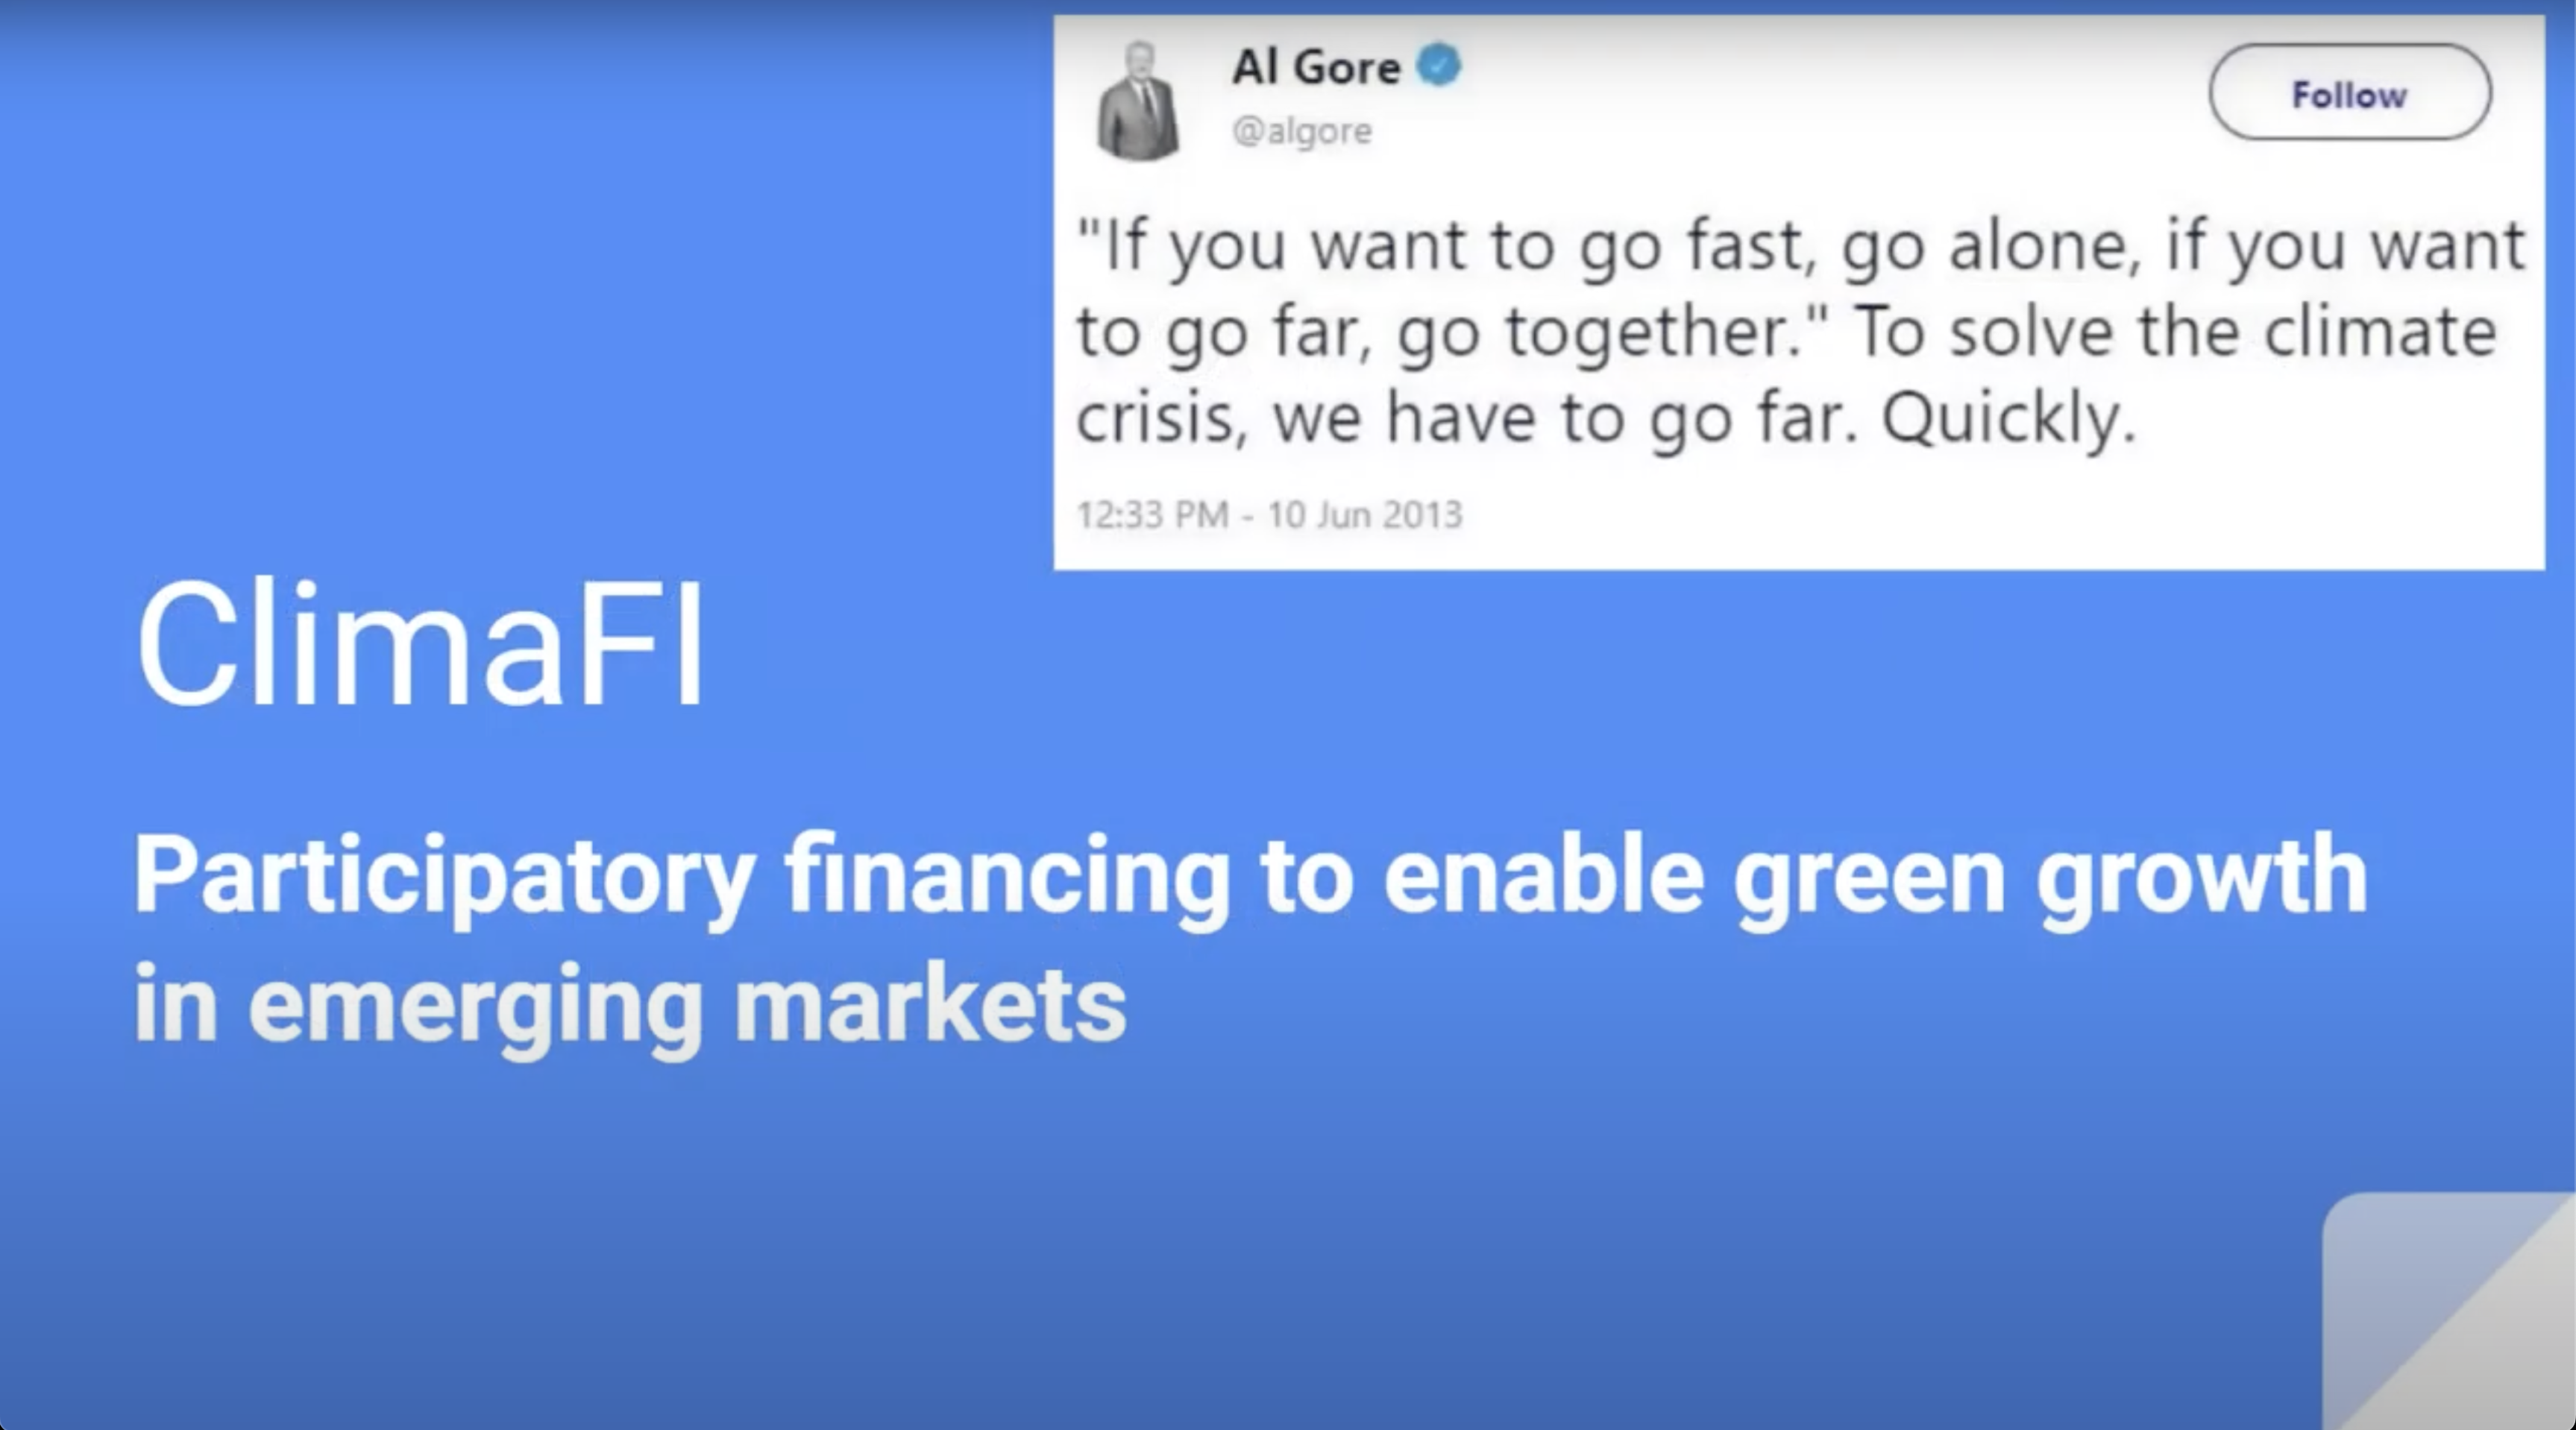 Al Gore
@algore
Follow
"If you want to go fast, go alone, if you want
to go far, go together." To solve the climate
crisis, we have to go far. Quickly.
12:33 PM - 10 Jun 2013
ClimaFI
Participatory financing to enable green growth
in emerging markets